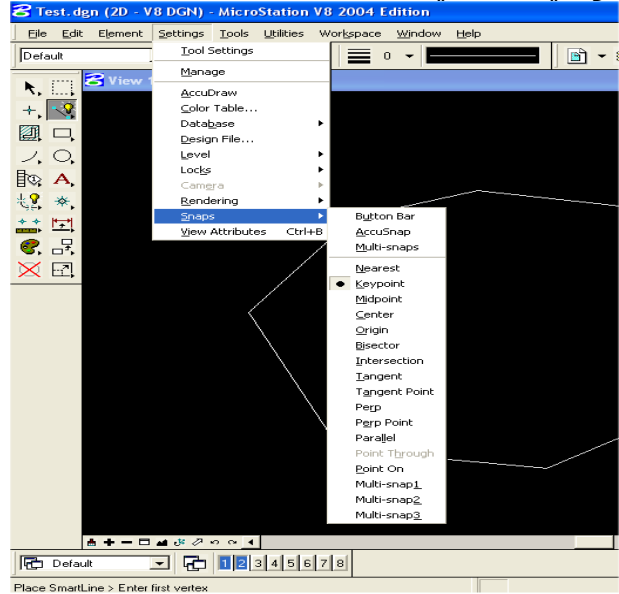 Test.dgn (2D - V8 DGN) - MicroStation V8 2004 Edition
File Edit Element Settings Tools Utilities Workspace Window Help
Default
0
View 1
Tool Settings
Manage
AccuDraw
Color Table...
Database
Design File...
Level
Locks
Camera
Rendering
Snaps
View Attributes Ctrl+B
Button Bar
AccuSnap
Multi-snaps
Nearest
Keypoint
Midpoint
Center
Origin
Bisector
Intersection
Tangent
Tangent Point
Perp
Perp Point
Parallel
Point Through
Point On
Multi-snap1
Multi-snap2
Multi-snap3
Default 1 2 3 4 5 6 7 8
Place SmartLine > Enter first vertex